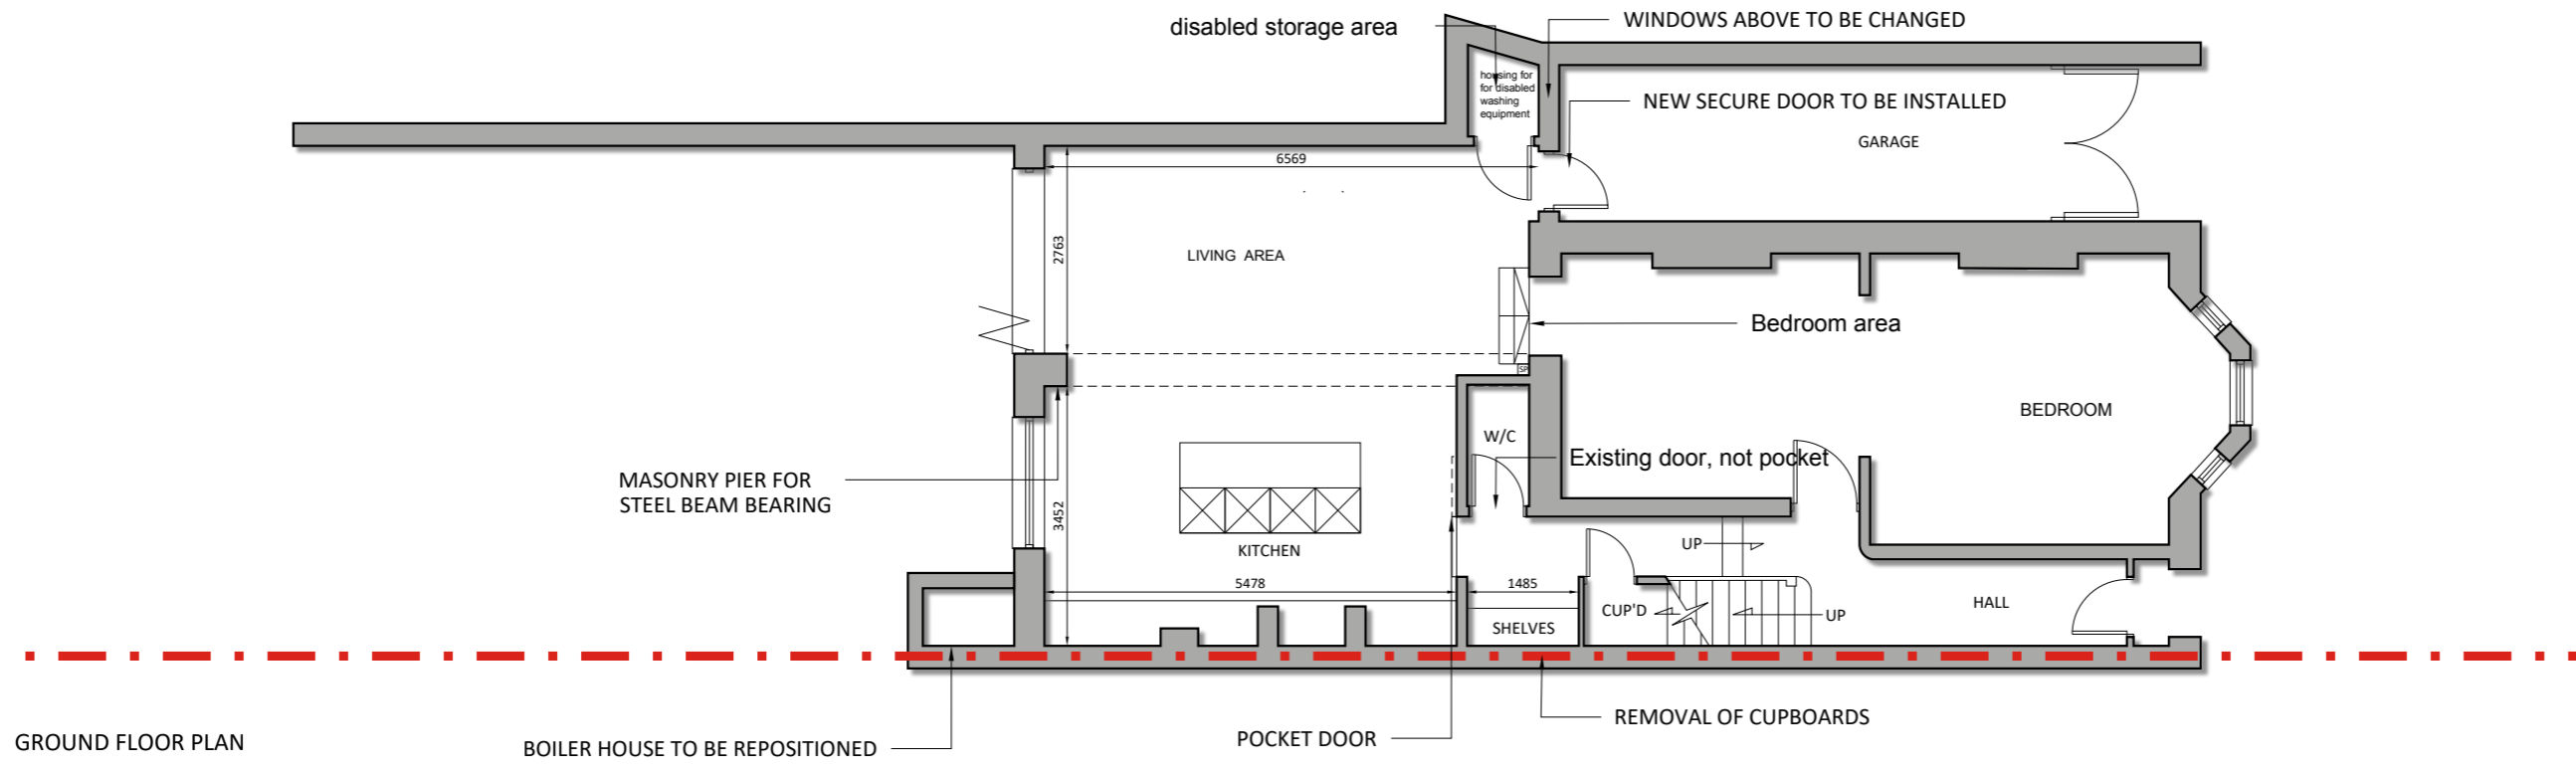 disabled storage area
WINDOWS ABOVE TO BE CHANGED
housing for
for disabled
washing
equipment
NEW SECURE DOOR TO BE INSTALLED
GARAGE
6569
2763
LIVING AREA
Bedroom area
SP
BEDROOM
W/C
Existing door, not pocket
MASONRY PIER FOR
STEEL BEAM BEARING
3452
KITCHEN
UP
5478
1485
CUP'D
UP
HALL
SHELVES
REMOVAL OF CUPBOARDS
POCKET DOOR
GROUND FLOOR PLAN
BOILER HOUSE TO BE REPOSITIONED